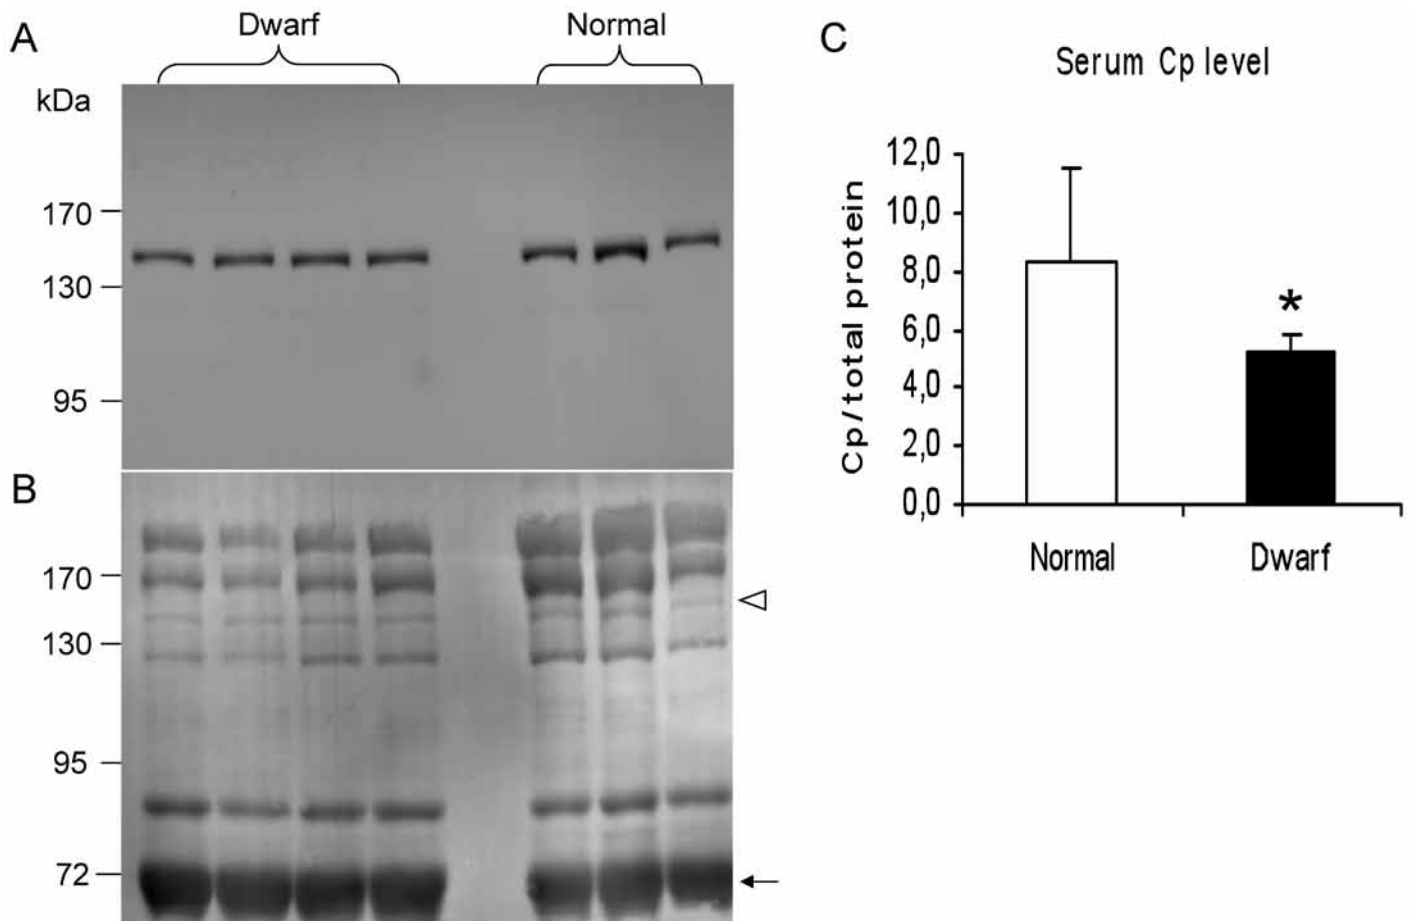 A
Dwarf
Normal
kDa
170
130
95
B
170
130
95
72
C
Serum Cp level
Cp/total protein
12,0
10,0
8,0
6,0
4,0
2,0
0,0
*
Normal
Dwarf